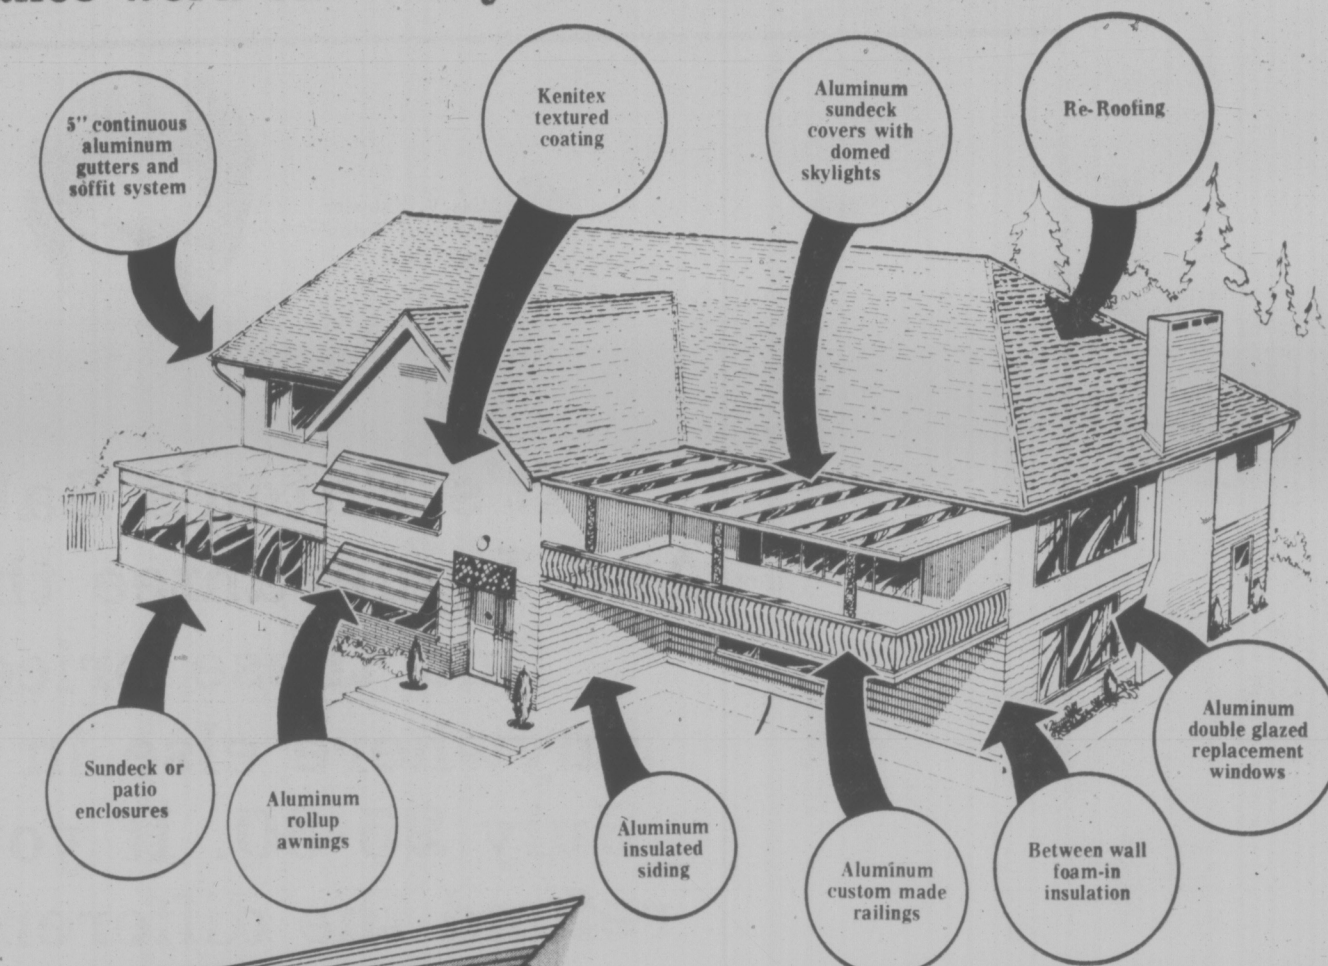 5" continuous
aluminum
gutters and
soffit system
Kenitex
textured
coating
Aluminum
sundeck
covers with
domed
skylights
Re-Roofing
Sundeck or
patio
enclosures
Aluminum
rollup
awnings
Aluminum
insulated
siding
Aluminum
custom made
railings
Between wall
foam-in
insulation
Aluminum
double glazed
replacement
windows